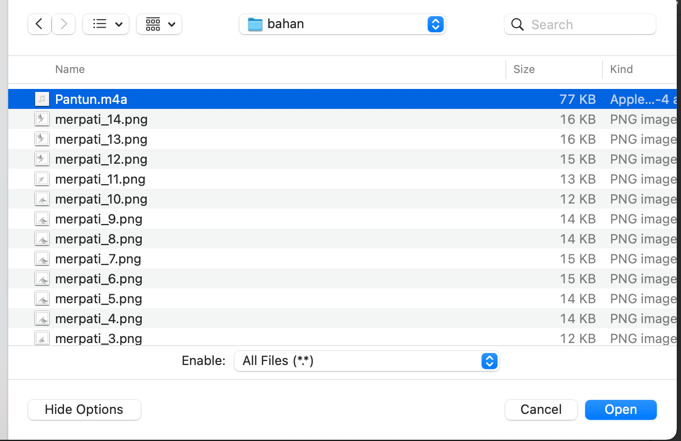 bahan
Search
Name Size Kind
Pantun.m4a 77 KB Apple...-4 a
merpati_14.png 16 KB PNG image
merpati_13.png 16 KB PNG image
merpati_12.png 15 KB PNG image
merpati_11.png 13 KB PNG image
merpati_10.png 12 KB PNG image
merpati_9.png 14 KB PNG image
merpati_8.png 14 KB PNG image
merpati_7.png 15 KB PNG image
merpati_6.png 15 KB PNG image
merpati_5.png 14 KB PNG image
merpati_4.png 14 KB PNG image
merpati_3.png 12 KB PNG image
Enable: All Files (*.*)
Hide Options Cancel Open